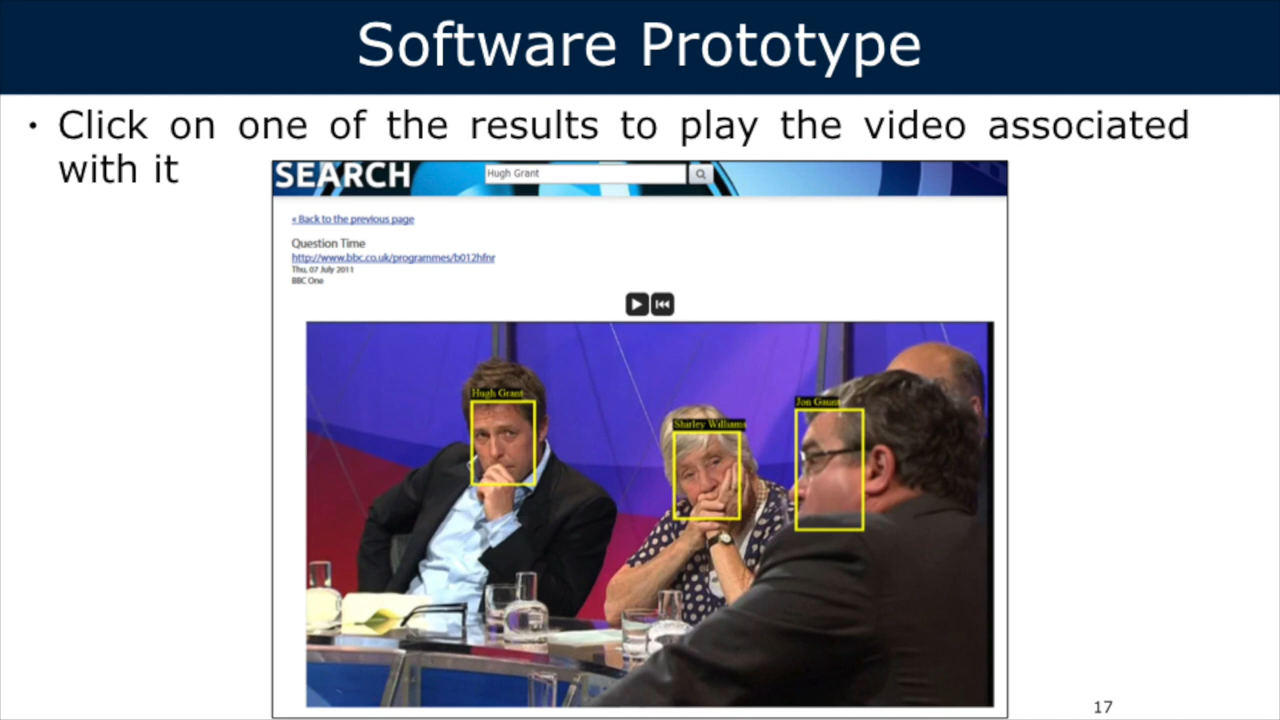 Software Prototype
• Click on one of the results to play the video associated
with it
SEARCH
Hugh Grant
« Back to the previous page
Question Time
http://www.bbc.co.uk/programmes/b012hfnr
Thu, 07 July 2011
BBC One
Hugh Grant
Shirley Williams
Jon Gaunt
17